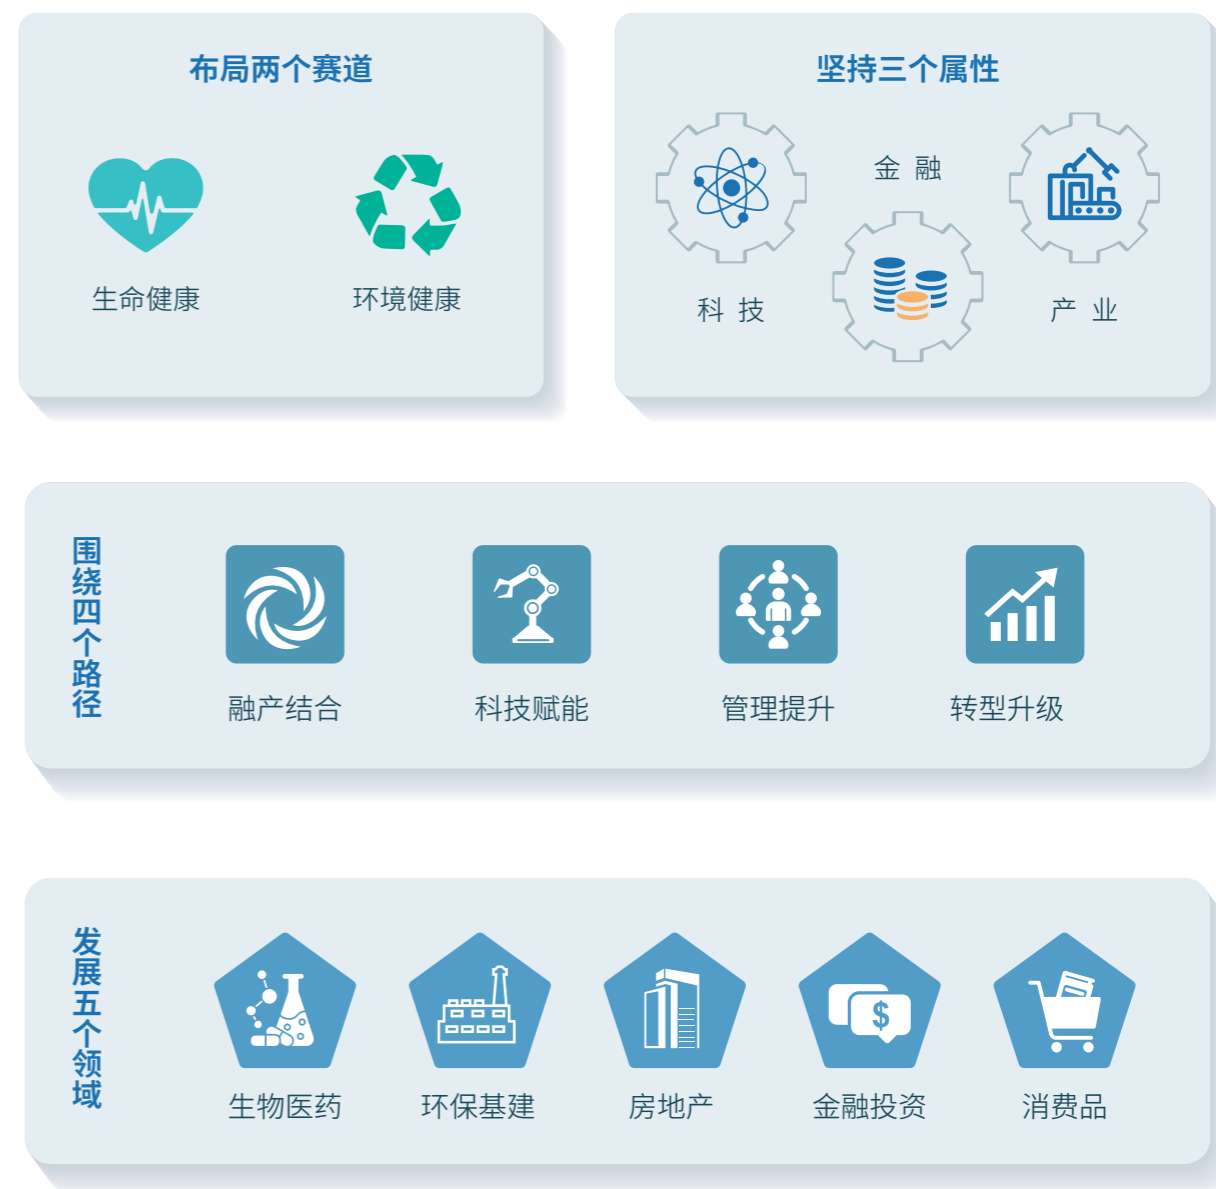 布局两个赛道
生命健康
环境健康
坚持三个属性
科 技
金 融
产 业
围绕四个路径
融产结合
科技赋能
管理提升
转型升级
发展五个领域
生物医药
环保基建
房地产
$
金融投资
消费品